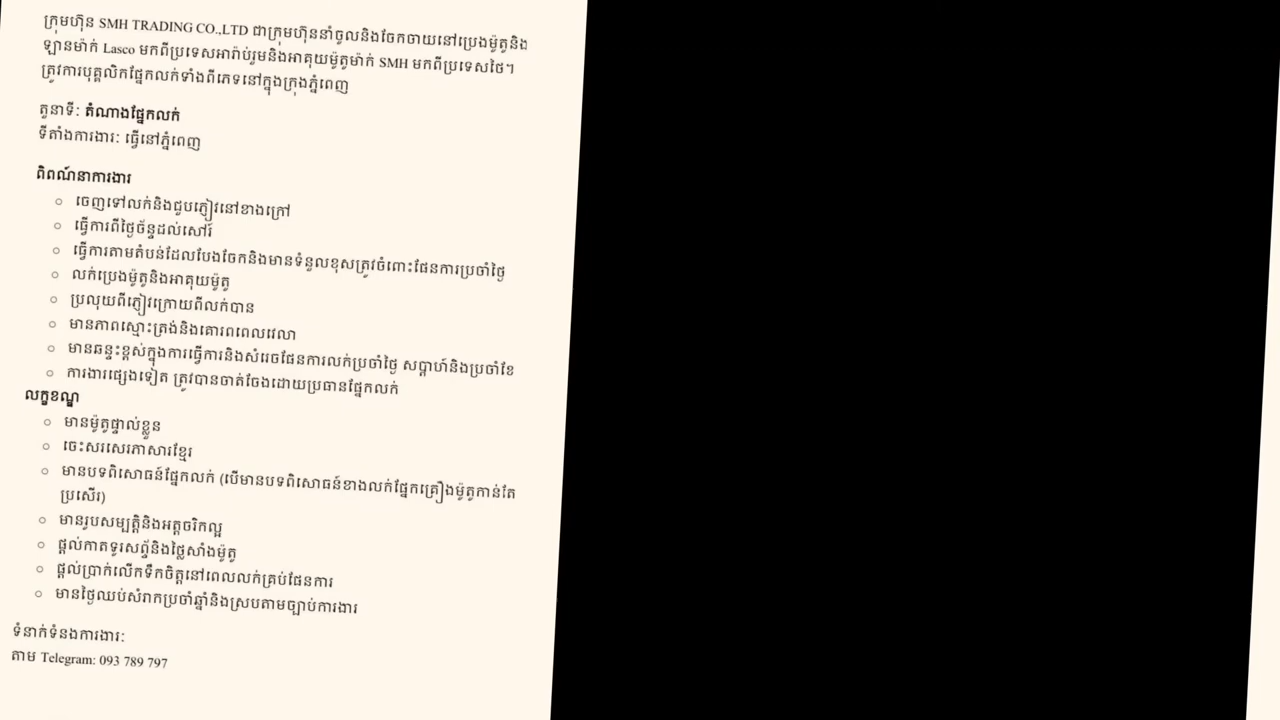 ក្រុមហ៊ុន SMH TRADING CO.,LTD ជាក្រុមហ៊ុននាំចូលនិងចែកចាយនៅប្រេងម៉ូតូនិង
ឡានម៉ាក់ Lasco មកពីប្រទេសអារ៉ាប់រួមនិងអាគុយម៉ូតូម៉ាក់ SMH មកពីប្រទេសថៃ។
ត្រូវការបុគ្គលិកផ្នែកលក់ទាំងពីភេទនៅក្នុងក្រុងភ្នំពេញ
តួនាទី: តំណាងផ្នែកលក់
ទីតាំងការងារ: ធ្វើនៅភ្នំពេញ
ពិពណ៍នាការងារ
○ ចេញទៅលក់និងជួបភ្ញៀវនៅខាងក្រៅ
○ ធ្វើការពីថ្ងៃច័ន្ទដល់សៅរ៍
○ ធ្វើការតាមតំបន់ដែលបែងចែកនិងមានទំនួលខុសត្រូវចំពោះផែនការប្រចាំថ្ងៃ
○ លក់ប្រេងម៉ូតូនិងអាគុយម៉ូតូ
○ ប្រលុយពីភ្ញៀវក្រោយពីលក់បាន
○ មានភាពស្មោះត្រង់និងគោរពពេលវេលា
○ មានឆន្ទះខ្ពស់ក្នុងការធ្វើការនិងសំរេចផែនការលក់ប្រចាំថ្ងៃ សប្តាហ៍និងប្រចាំខែ
○ ការងារផ្សេងទៀត ត្រូវបានចាត់ចែងដោយប្រធានផ្នែកលក់
លក្ខខណ្ឌ
○ មានម៉ូតូផ្ទាល់ខ្លួន
○ ចេះសរសេរភាសារខ្មែរ
○ មានបទពិសោធន៍ផ្នែកលក់ (បើមានបទពិសោធន៍ខាងលក់ផ្នែកគ្រឿងម៉ូតូកាន់តែ
ប្រសើរ)
○ មានរូបសម្បត្តិនិងអត្តចរិកល្អ
○ ផ្តល់កាតទូរសព្ទ័និងថ្លៃសាំងម៉ូតូ
○ ផ្តល់ប្រាក់លើកទឹកចិត្តនៅពេលលក់គ្រប់ផែនការ
○ មានថ្ងៃឈប់សំរាកប្រចាំឆ្នាំនិងស្របតាមច្បាប់ការងារ
ទំនាក់ទំនងការងារ:
តាម Telegram: 093 789 797